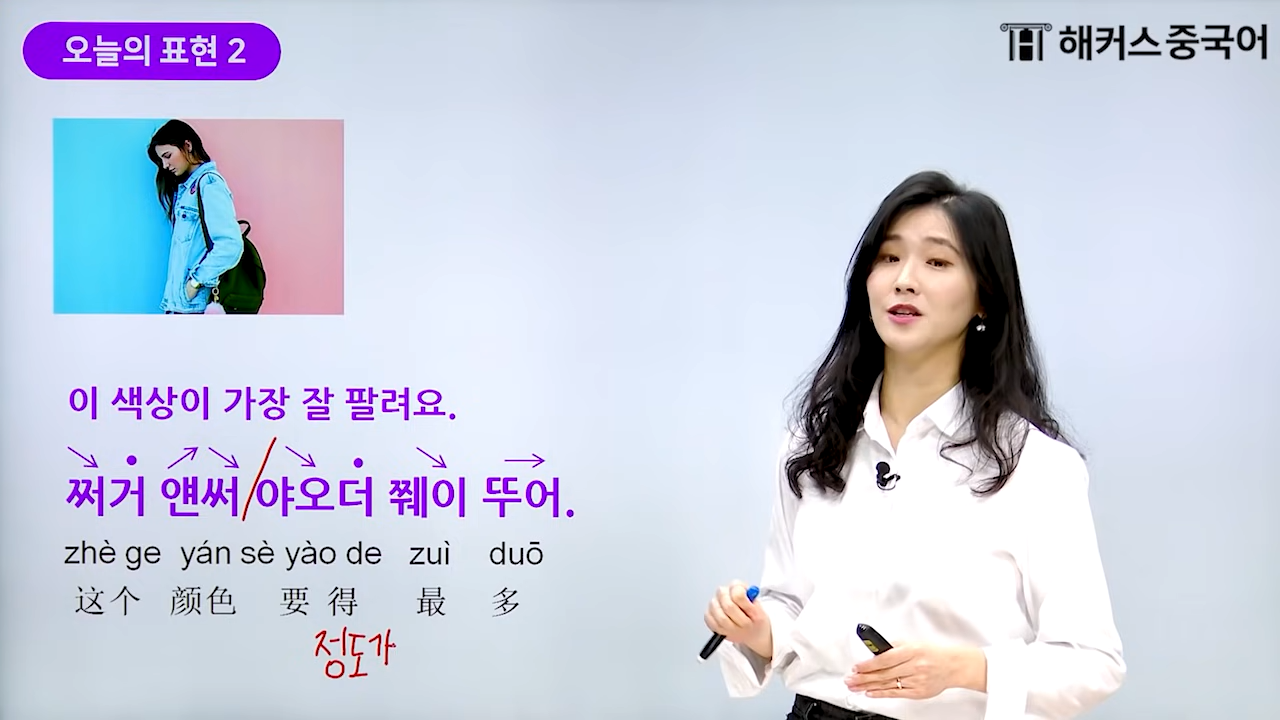 오늘의 표현 2
해커스중국어
이 색상이 가장 잘 팔려요.
쩌거 얜써/야오더 쮀이 뚜어.
zhè ge yán sè yào de zuì duō
这个 颜色 要 得 最 多
정도가